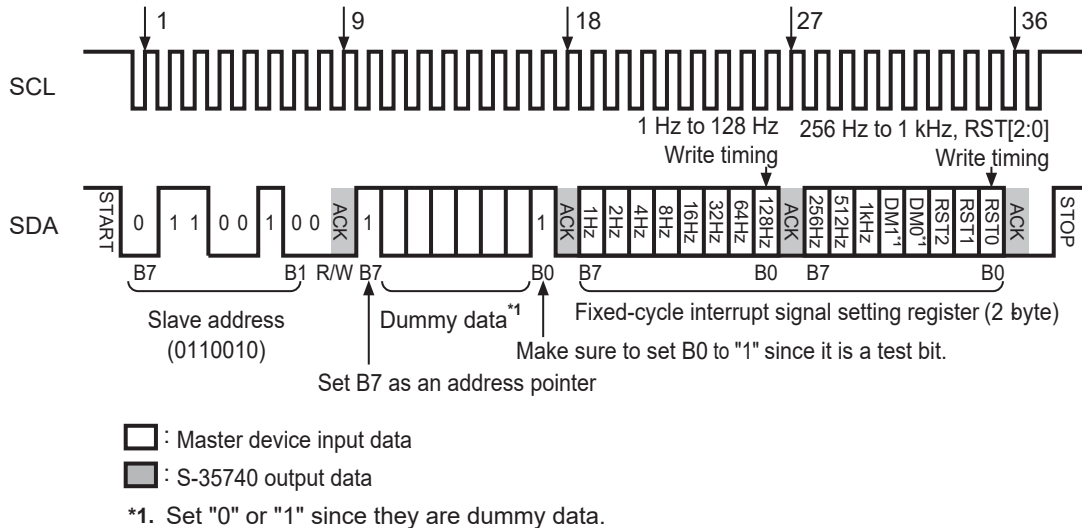 1 9 18 27 36
SCL
1 Hz to 128 Hz 256 Hz to 1 kHz, RST[2:0]
Write timing Write timing
SDA
START 0 1 1 0 0 1 0 0 ACK 1 1 ACK 1Hz 2Hz 4Hz 8Hz 16Hz 32Hz 64Hz 128Hz ACK 256Hz 512Hz 1kHz DM1*1 DM0*1 RST2 RST1 RST0 ACK STOP
B7 B1 R/W B7 B0 B7 B0 B7 B0
Slave address
(0110010)
Dummy data*1
Fixed-cycle interrupt signal setting register (2 byte)
Make sure to set B0 to "1" since it is a test bit.
Set B7 as an address pointer
: Master device input data
: S-35740 output data
*1. Set "0" or "1" since they are dummy data.